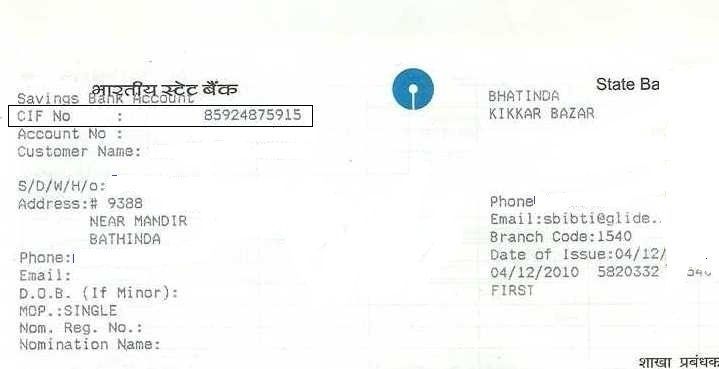 भारतीय स्टेट बैंक
State Ba
Savings Bank Account
CIF No : 85924875915
Account No :
Customer Name:
S/D/W/H/o:
Address:# 9388
NEAR MANDIR
BATHINDA
Phone:
Email:
D.O.B. (If Minor):
MOP.:SINGLE
Nom. Reg. No.:
Nomination Name:
BHATINDA
KIKKAR BAZAR
Phone
Email:sbibti@glide..
Branch Code:1540
Date of Issue:04/12/
04/12/2010 5820332
FIRST
शाखा प्रबंधक